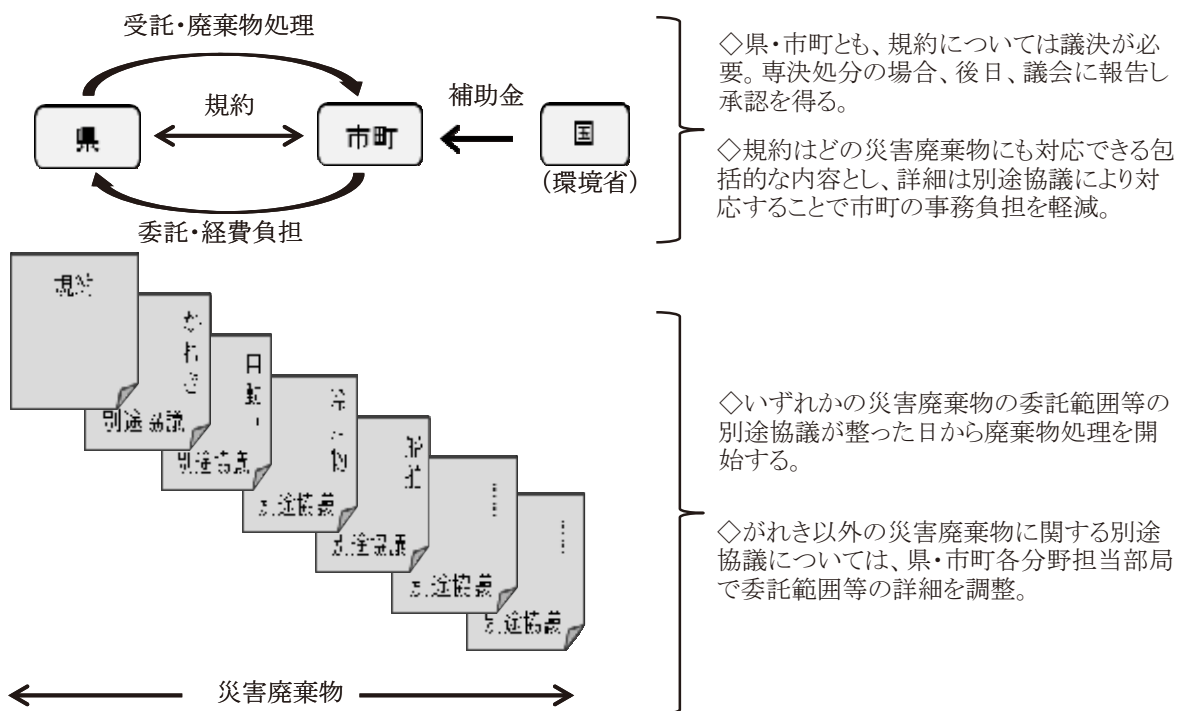 受託・廃棄物処理
県
規約
市町
補助金
国
(環境省)
委託・経費負担
◇県・市町とも、規約については議決が必
要。専決処分の場合、後日、議会に報告し
承認を得る。
◇規約はどの災害廃棄物にも対応できる包
括的な内容とし、詳細は別途協議により対
応することで市町の事務負担を軽減。
規約
がれき
別途協議
別途協議
別途協議
船舶
別途協議
⋮
別途協議
⋮
別途協議
◇いずれかの災害廃棄物の委託範囲等の
別途協議が整った日から廃棄物処理を開
始する。
◇がれき以外の災害廃棄物に関する別途
協議については、県・市町各分野担当部局
で委託範囲等の詳細を調整。
災害廃棄物